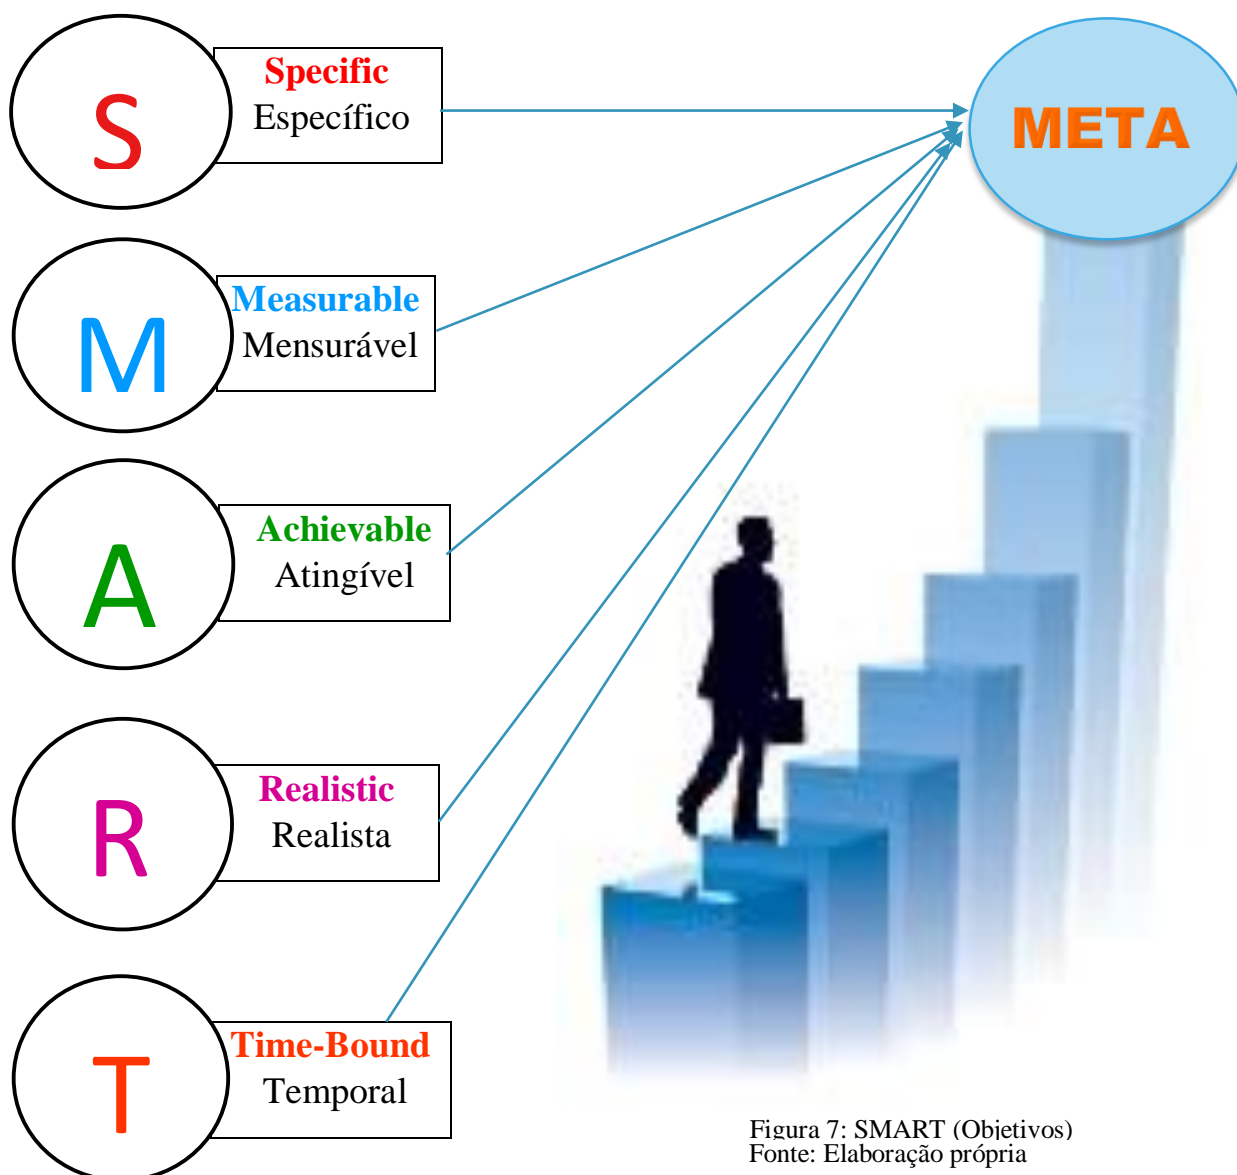 S
Specific
Específico
META
M
Measurable
Mensurável
A
Achievable
Atingível
R
Realistic
Realista
T
Time-Bound
Temporal
Figura 7: SMART (Objetivos)
Fonte: Elaboração própria